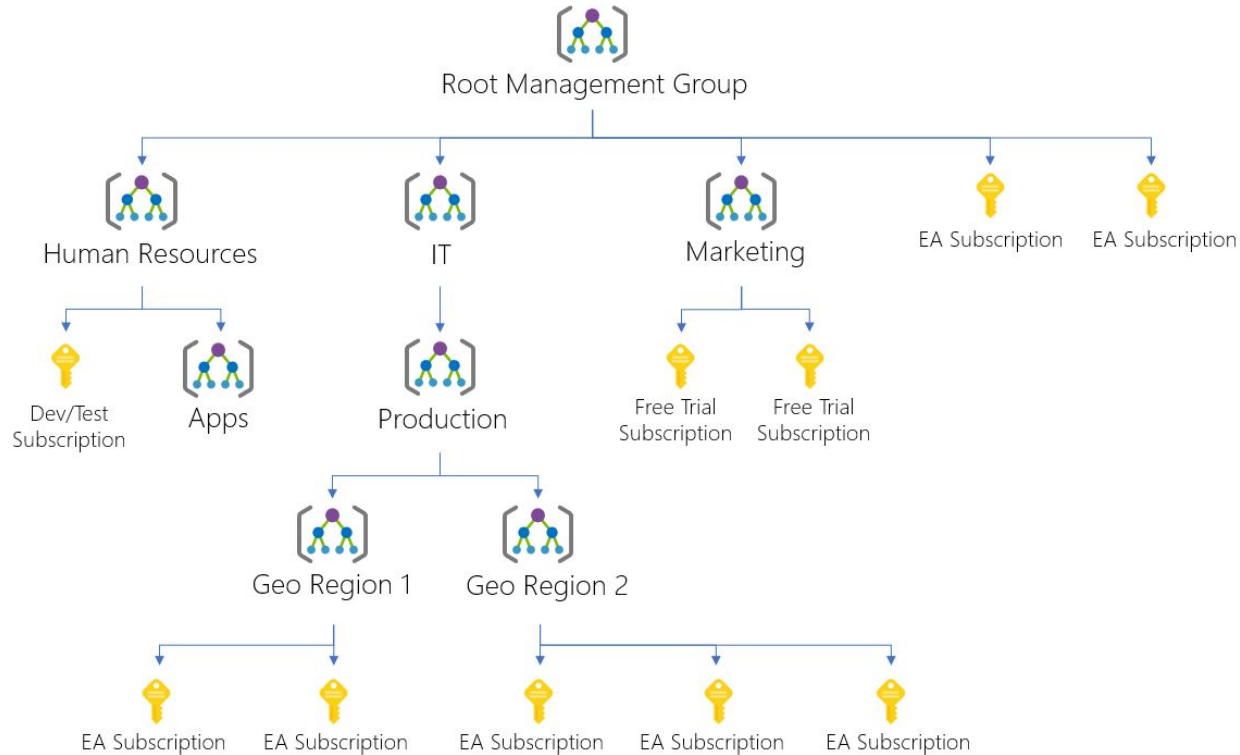 Root Management Group
Human Resources
IT
Marketing
EA Subscription
EA Subscription
Dev/Test
Subscription
Apps
Production
Free Trial
Subscription
Free Trial
Subscription
Geo Region 1
Geo Region 2
EA Subscription
EA Subscription
EA Subscription
EA Subscription
EA Subscription